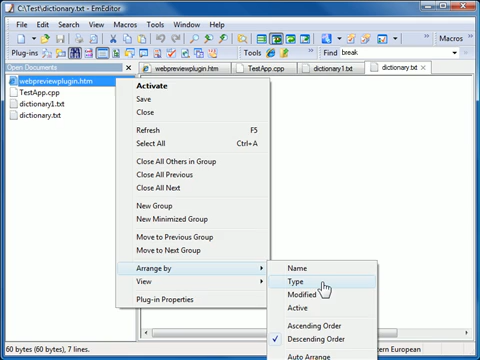 C:\Test\dictionary.txt - EmEditor
File Edit Search View Macros Tools Window Help
Macros
Plug-ins
Tools Find break
Open Documents
webpreviewplugin.htm TestApp.cpp dictionary1.txt dictionary.txt
webpreviewplugin.htm
TestApp.cpp
dictionary1.txt
dictionary.txt
Activate
Save
Close
Refresh F5
Select All Ctrl+A
Close All Others in Group
Close All Previous
Close All Next
New Group
New Minimized Group
Move to Previous Group
Move to Next Group
Arrange by
View
Plug-in Properties
Name
Type
Modified
Active
Ascending Order
Descending Order
Auto Arrange
60 bytes (60 bytes), 7 lines.
tern European